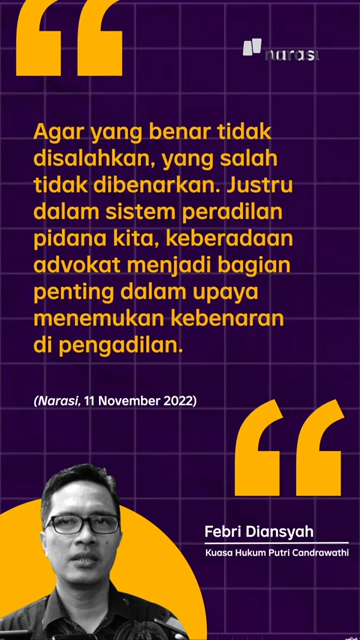 narasi
Agar yang benar tidak
disalahkan, yang salah
tidak dibenarkan. Justru
dalam sistem peradilan
pidana kita, keberadaan
advokat menjadi bagian
penting dalam upaya
menemukan kebenaran
di pengadilan.
(Narasi, 11 November 2022)
Febri Diansyah
Kuasa Hukum Putri Candrawathi